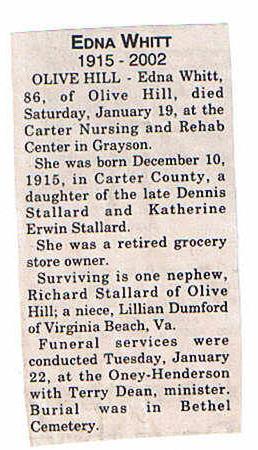 EDNA WHITT
1915 - 2002
OLIVE HILL - Edna Whitt,
86, of Olive Hill, died
Saturday, January 19, at the
Carter Nursing and Rehab
Center in Grayson.
She was born December 10,
1915, in Carter County, a
daughter of the late Dennis
Stallard and Katherine
Erwin Stallard.
She was a retired grocery
store owner.
Surviving is one nephew,
Richard Stallard of Olive
Hill; a niece, Lillian Dumford
of Virginia Beach, Va.
Funeral services were
conducted Tuesday, January
22, at the Oney-Henderson
with Terry Dean, minister.
Burial was in Bethel
Cemetery.